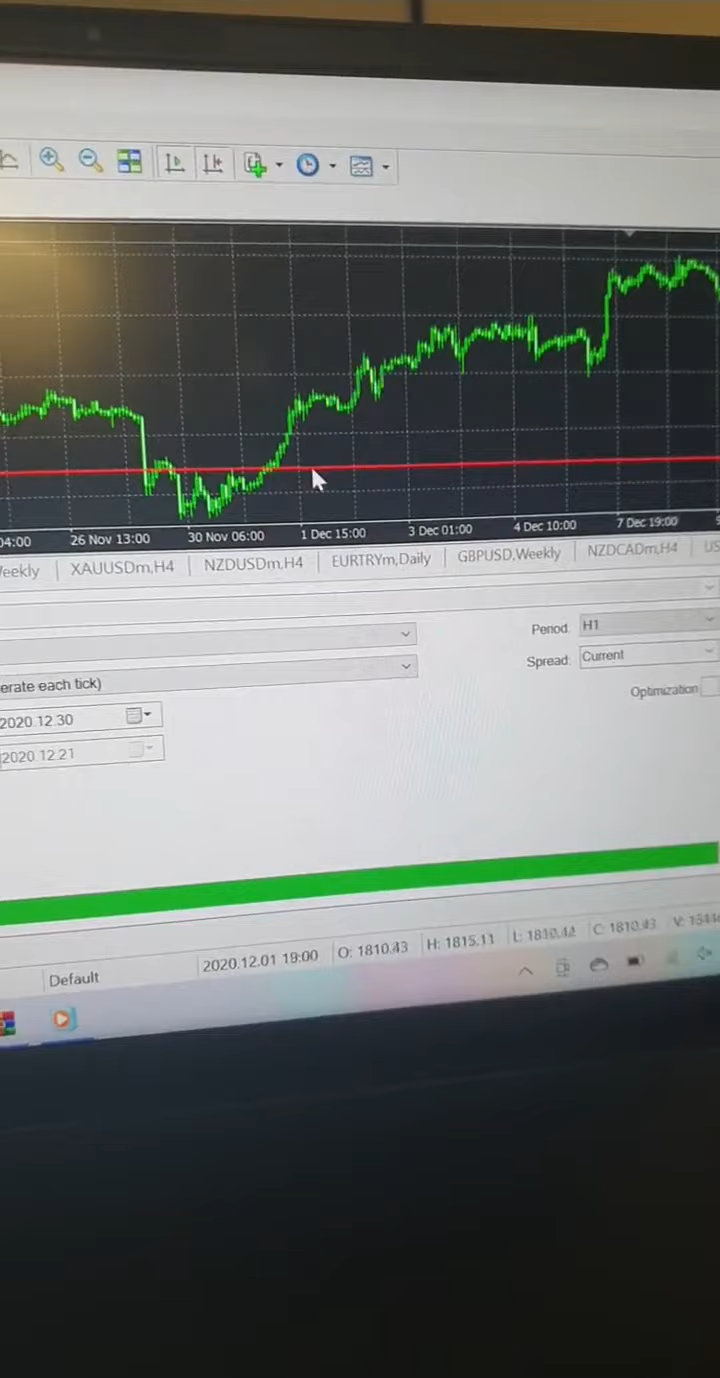 04:00 26 Nov 13:00 30 Nov 06:00 1 Dec 15:00 3 Dec 01:00 4 Dec 10:00 7 Dec 19:00
eekly XAUUSDm,H4 NZDUSDm,H4 EURTRYm,Daily GBPUSD,Weekly NZDCADm,H4 US
Period: H1
erate each tick) Spread: Current
2020.12.30 Optimization
2020.12.21
Default 2020.12.01 19:00 O: 1810.43 H: 1815.11 L: C: 1810.43 V: